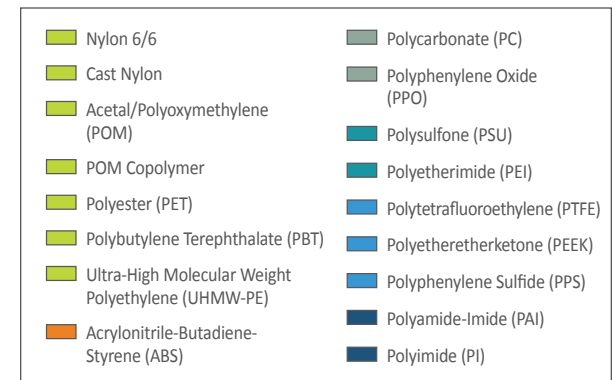 Nylon 6/6
Cast Nylon
Acetal/Polyoxymethylene
(POM)
POM Copolymer
Polyester (PET)
Polybutylene Terephthalate (PBT)
Ultra-High Molecular Weight
Polyethylene (UHMW-PE)
Acrylonitrile-Butadiene-
Styrene (ABS)
Polycarbonate (PC)
Polyphenylene Oxide
(PPO)
Polysulfone (PSU)
Polyetherimide (PEI)
Polytetrafluoroethylene (PTFE)
Polyetheretherketone (PEEK)
Polyphenylene Sulfide (PPS)
Polyamide-Imide (PAI)
Polyimide (PI)